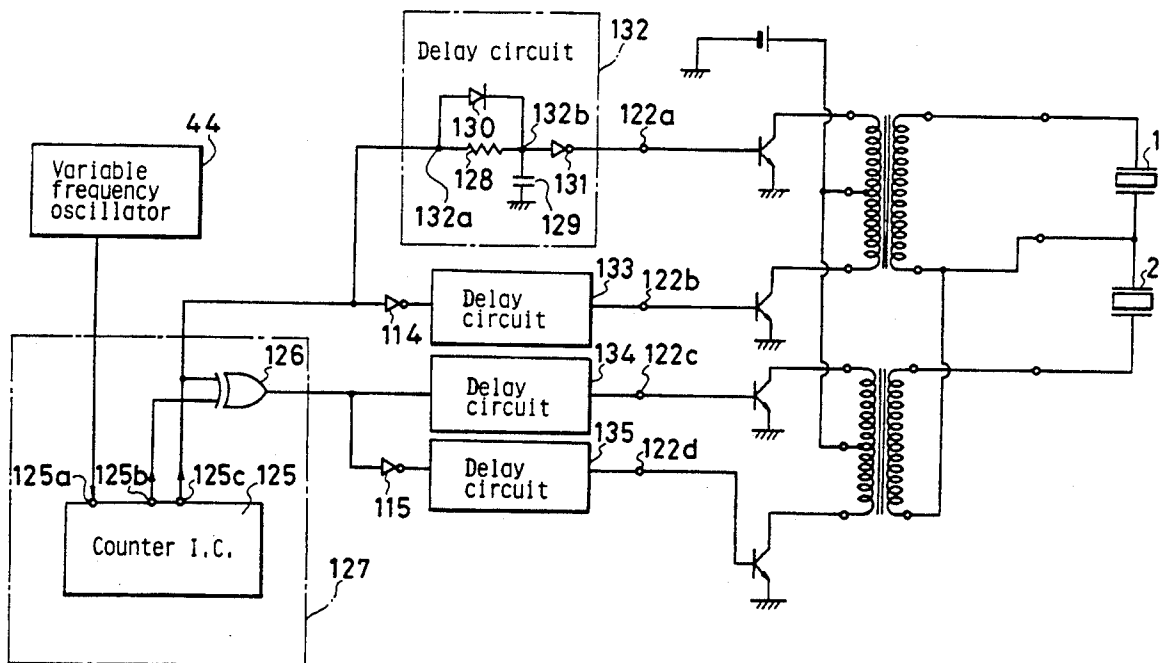 132
Delay circuit
130
132b
122a
44
Variable
frequency
oscillator
128
131
132a
129
1
2
133
122b
Delay
circuit
114
126
134
122c
Delay
circuit
135
122d
Delay
circuit
115
125a
125b
125c
125
Counter I.C.
127